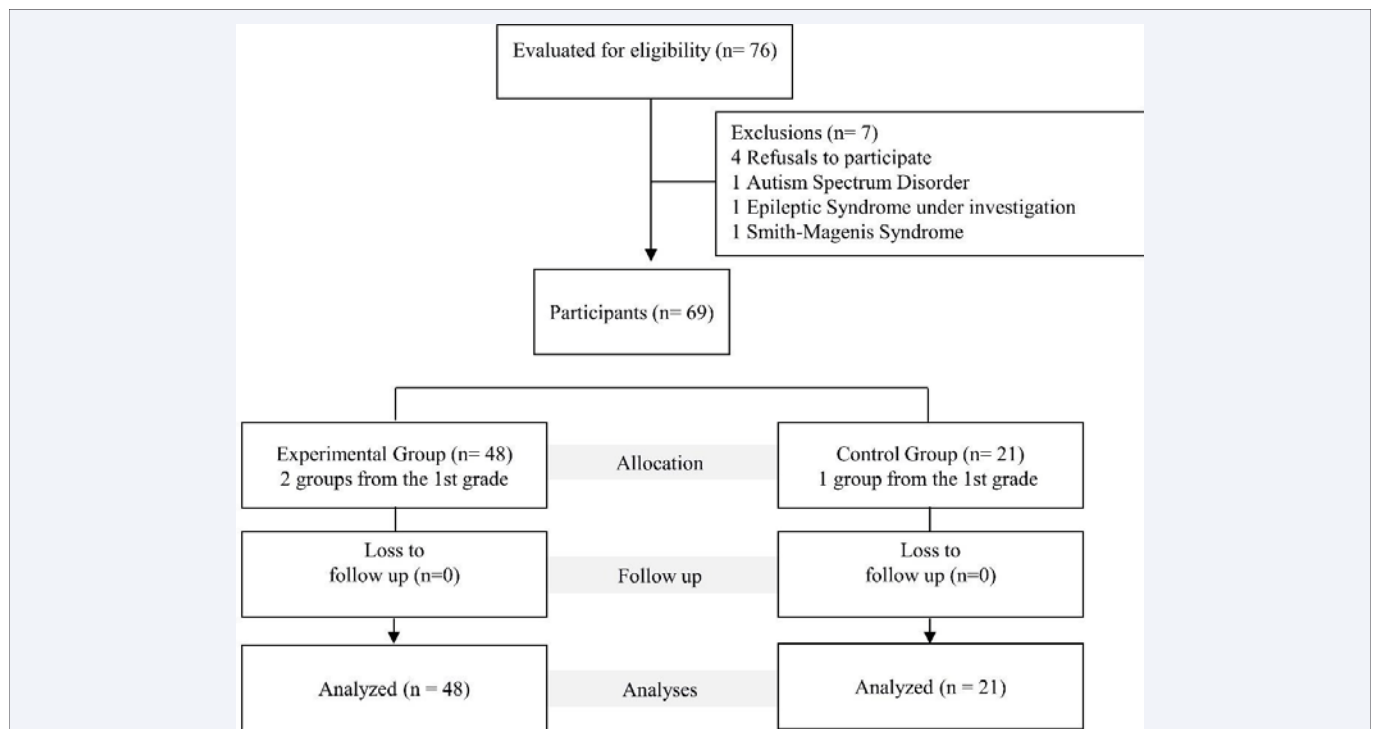 Evaluated for eligibility (n= 76)
Exclusions (n= 7)
4 Refusals to participate
1 Autism Spectrum Disorder
1 Epileptic Syndrome under investigation
1 Smith-Magenis Syndrome
Participants (n= 69)
Experimental Group (n= 48)
2 groups from the 1st grade
Allocation
Control Group (n= 21)
1 group from the 1st grade
Loss to
follow up (n=0)
Follow up
Loss to
follow up (n=0)
Analyzed (n = 48)
Analyses
Analyzed (n = 21)